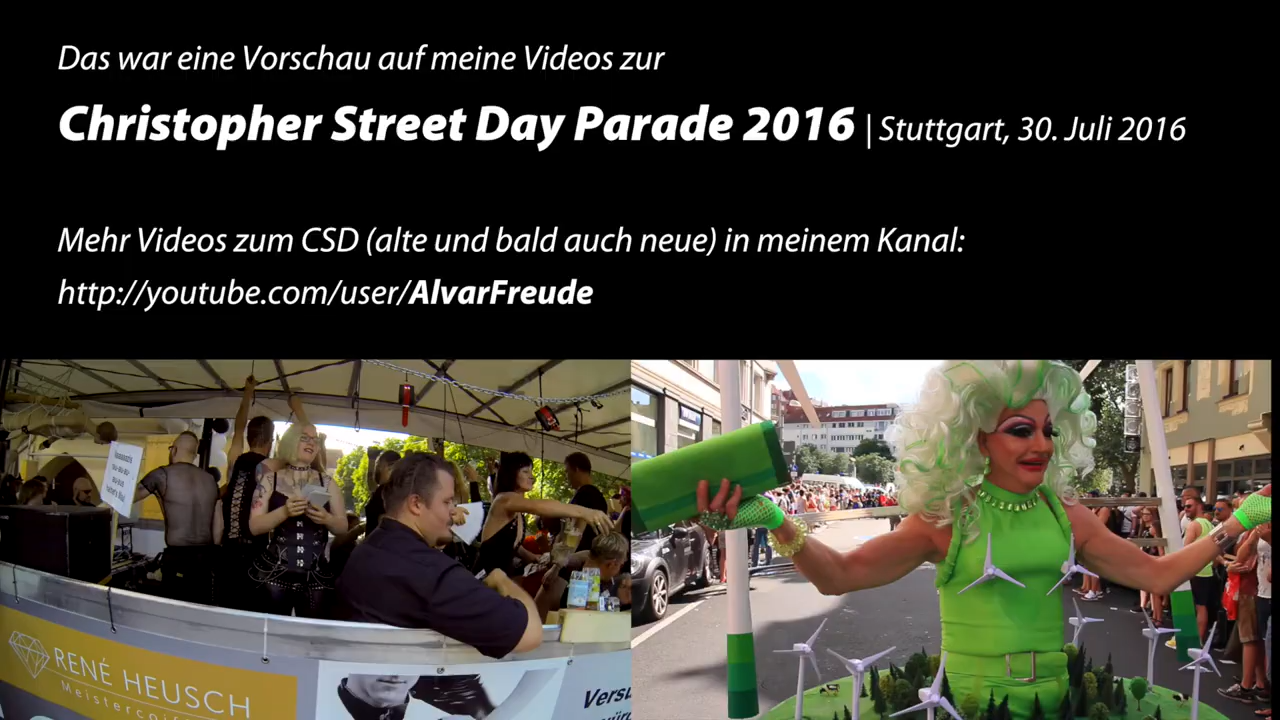 Das war eine Vorschau auf meine Videos zur
Christopher Street Day Parade 2016 | Stuttgart, 30. Juli 2016
Mehr Videos zum CSD (alte und bald auch neue) in meinem Kanal:
http://youtube.com/user/AlvarFreude
RENÉ HEUSCH